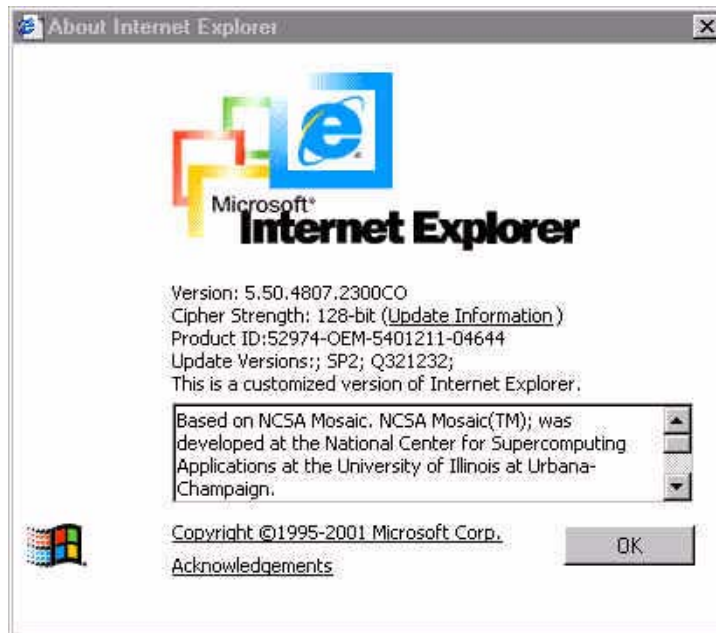 About Internet Explorer
Microsoft®
Internet Explorer
Version: 5.50.4807.2300CO
Cipher Strength: 128-bit (Update Information )
Product ID:52974-OEM-5401211-04644
Update Versions:; SP2; Q321232;
This is a customized version of Internet Explorer.
Based on NCSA Mosaic. NCSA Mosaic(TM); was
developed at the National Center for Supercomputing
Applications at the University of Illinois at Urbana-
Champaign.
Copyright ©1995-2001 Microsoft Corp.
OK
Acknowledgements